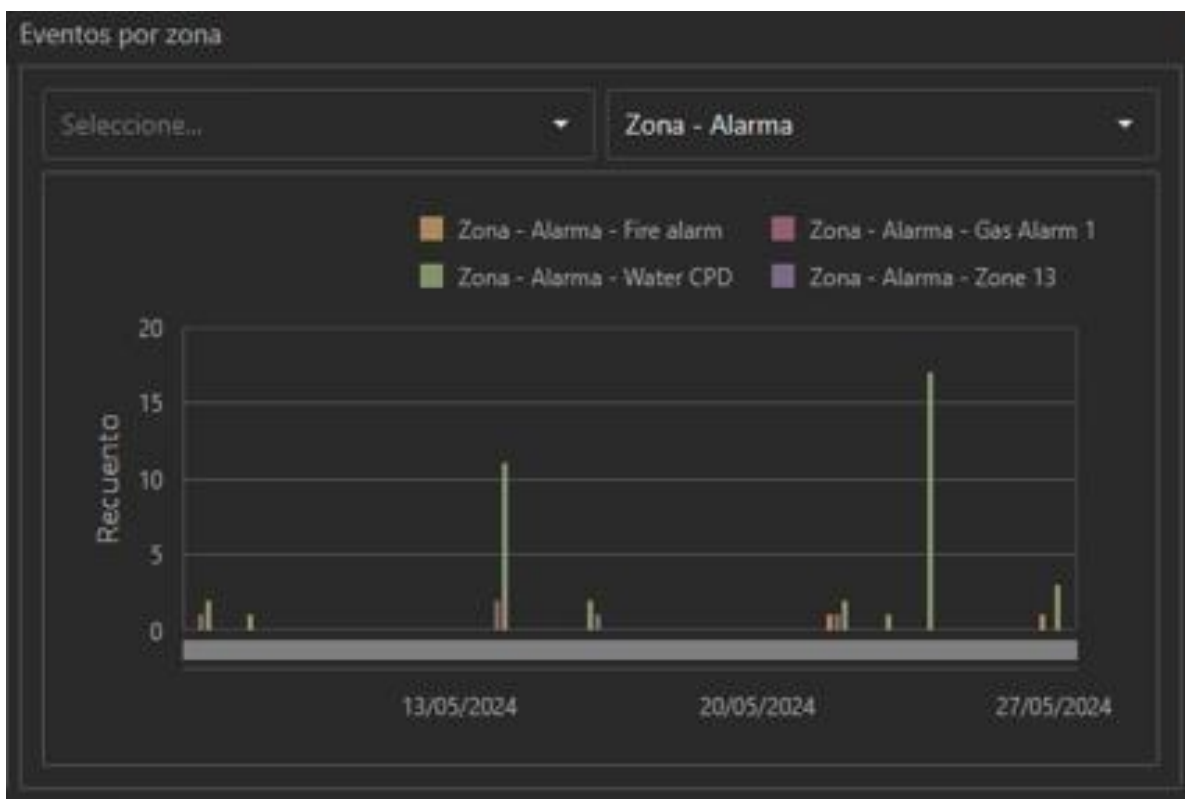 Eventos por zona
Seleccione...
Zona - Alarma
Zona - Alarma - Fire alarm
Zona - Alarma - Gas Alarm 1
Zona - Alarma - Water CPD
Zona - Alarma - Zone 13
20
15
10
5
0
Recuento
13/05/2024
20/05/2024
27/05/2024